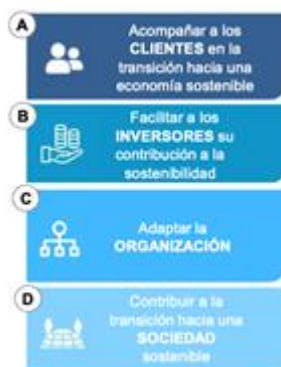 A
Acompañar a los
CLIENTES en la
transición hacia una
economía sostenible
B
Facilitar a los
INVERSORES su
contribución a la
sostenibilidad
C
Adaptar la
ORGANIZACIÓN
D
Contribuir a la
transición hacia una
SOCIEDAD
sostenible